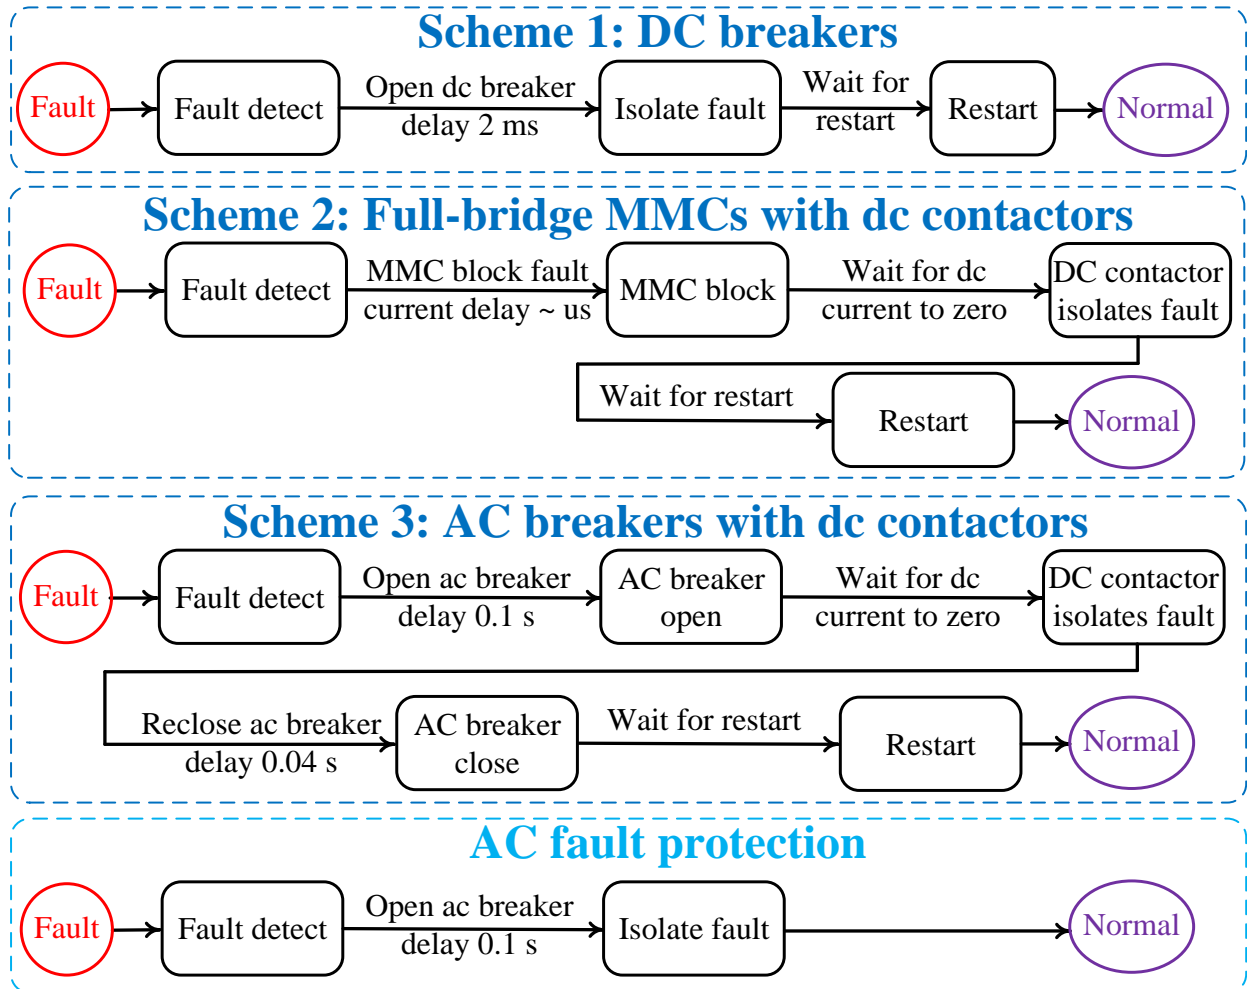 Scheme 1: DC breakers
Fault
Fault detect
Open dc breaker
delay 2 ms
Isolate fault
Wait for
restart
Restart
Normal
Scheme 2: Full-bridge MMCs with dc contactors
Fault
Fault detect
MMC block fault
current delay ~ us
MMC block
Wait for dc
current to zero
DC contactor
isolates fault
Wait for restart
Restart
Normal
Scheme 3: AC breakers with dc contactors
Fault
Fault detect
Open ac breaker
delay 0.1 s
AC breaker
open
Wait for dc
current to zero
DC contactor
isolates fault
Reclose ac breaker
delay 0.04 s
AC breaker
close
Wait for restart
Restart
Normal
AC fault protection
Fault
Fault detect
Open ac breaker
delay 0.1 s
Isolate fault
Normal